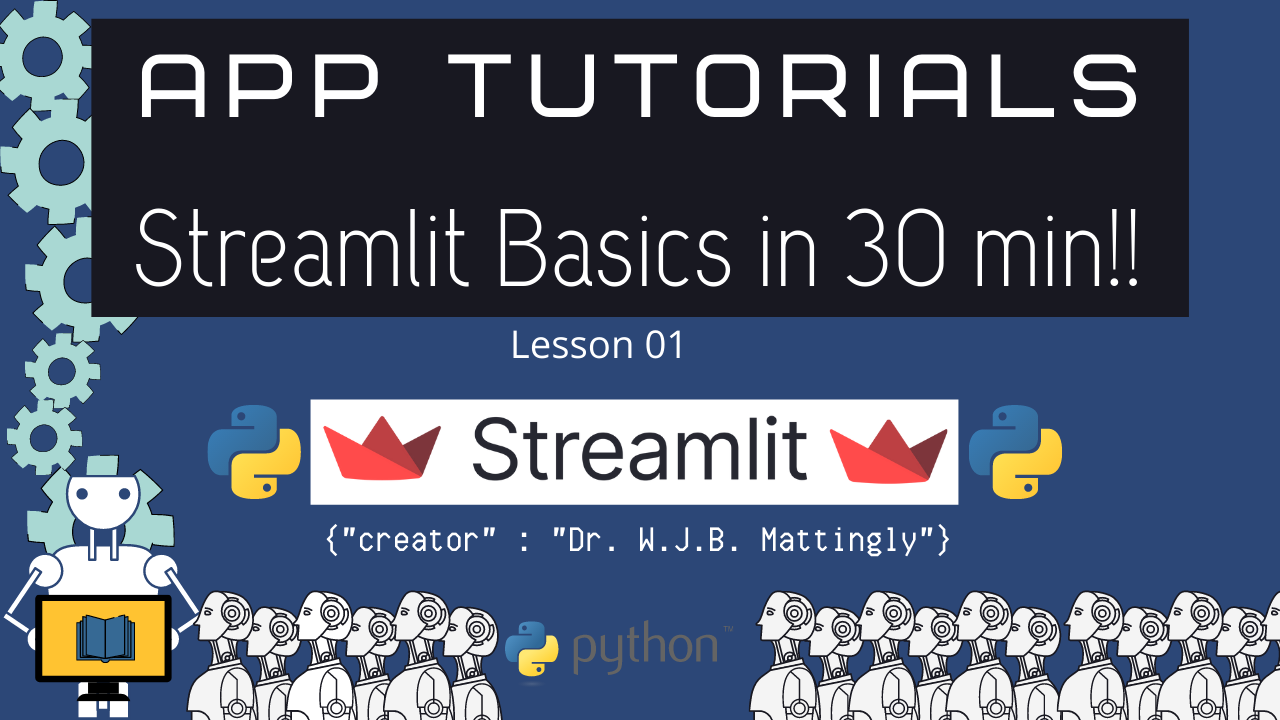 APP TUTORIALS
Streamlit Basics in 30 min!!
Lesson 01
Streamlit
{"creator" : "Dr. W.J.B. Mattingly"}
python™